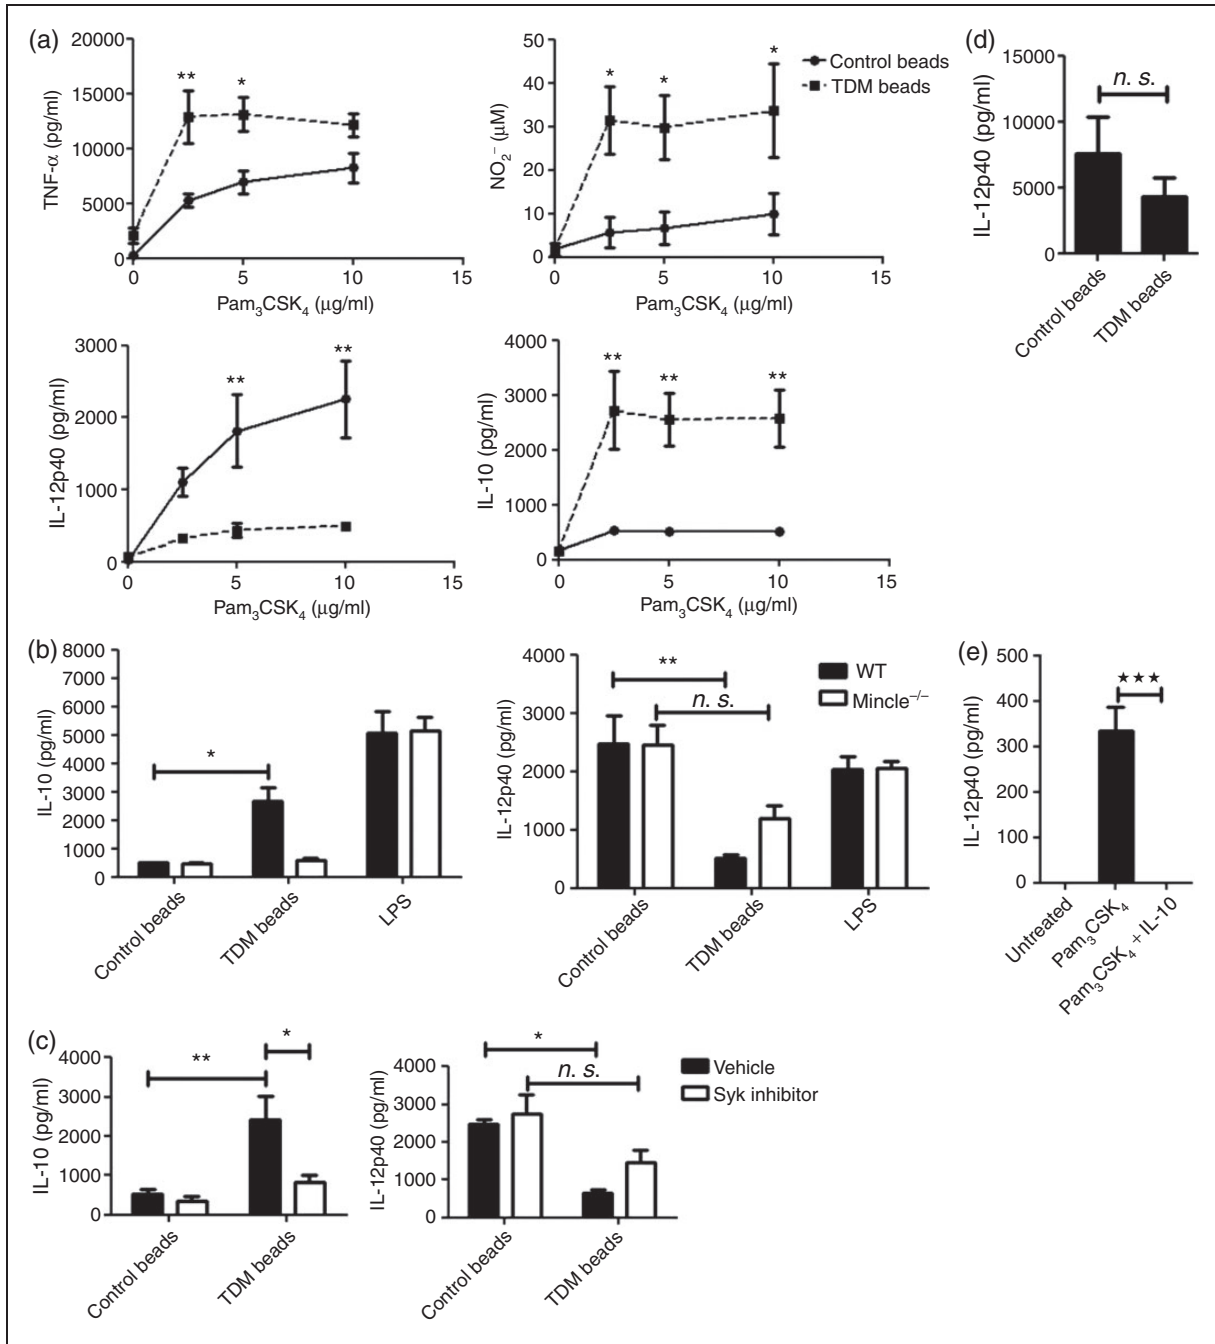 (a)
20000
15000
10000
5000
0
TNF-α (pg/ml)
** *
0 5 10 15
Pam₃CSK₄ (μg/ml)
50
40
30
20
10
0
NO₂⁻ (μM)
* * *
0 5 10 15
Pam₃CSK₄ (μg/ml)
Control beads
TDM beads
3000
2000
1000
0
IL-12p40 (pg/ml)
** **
0 5 10 15
Pam₃CSK₄ (μg/ml)
4000
3000
2000
1000
0
IL-10 (pg/ml)
** ** **
0 5 10 15
Pam₃CSK₄ (μg/ml)
(d)
15000
10000
5000
0
IL-12p40 (pg/ml)
n. s.
Control beads
TDM beads
(b)
8000
7000
6000
5000
4000
3000
2000
1000
0
IL-10 (pg/ml)
*
Control beads
TDM beads
LPS
4000
3000
2000
1000
0
IL-12p40 (pg/ml)
**
n. s.
WT
Mincle⁻/⁻
Control beads
TDM beads
LPS
(e)
500
400
300
200
100
0
IL-12p40 (pg/ml)
★★★
Untreated
Pam₃CSK₄
Pam₃CSK₄ + IL-10
(c)
4000
3000
2000
1000
0
IL-10 (pg/ml)
**
*
Control beads
TDM beads
4000
3000
2000
1000
0
IL-12p40 (pg/ml)
*
n. s.
Vehicle
Syk inhibitor
Control beads
TDM beads